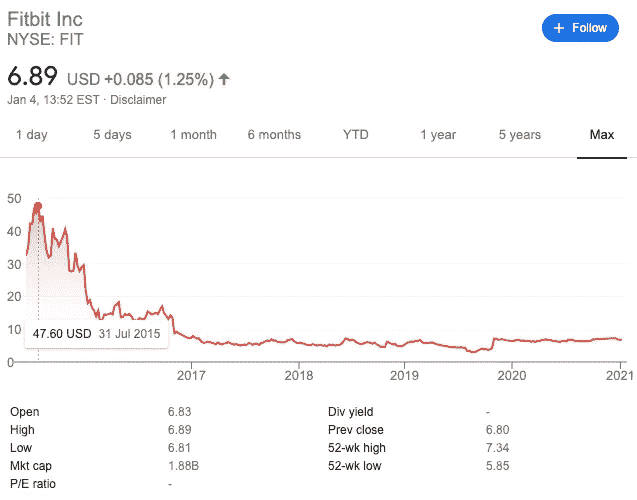 Fitbit Inc
NYSE: FIT
+ Follow
6.89 USD +0.085 (1.25%) ↑
Jan 4, 13:52 EST · Disclaimer
1 day 5 days 1 month 6 months YTD 1 year 5 years Max
50
40
30
20
10
0
47.60 USD 31 Jul 2015
2017 2018 2019 2020 2021
Open 6.83 Div yield -
High 6.89 Prev close 6.80
Low 6.81 52-wk high 7.34
Mkt cap 1.88B 52-wk low 5.85
P/E ratio -